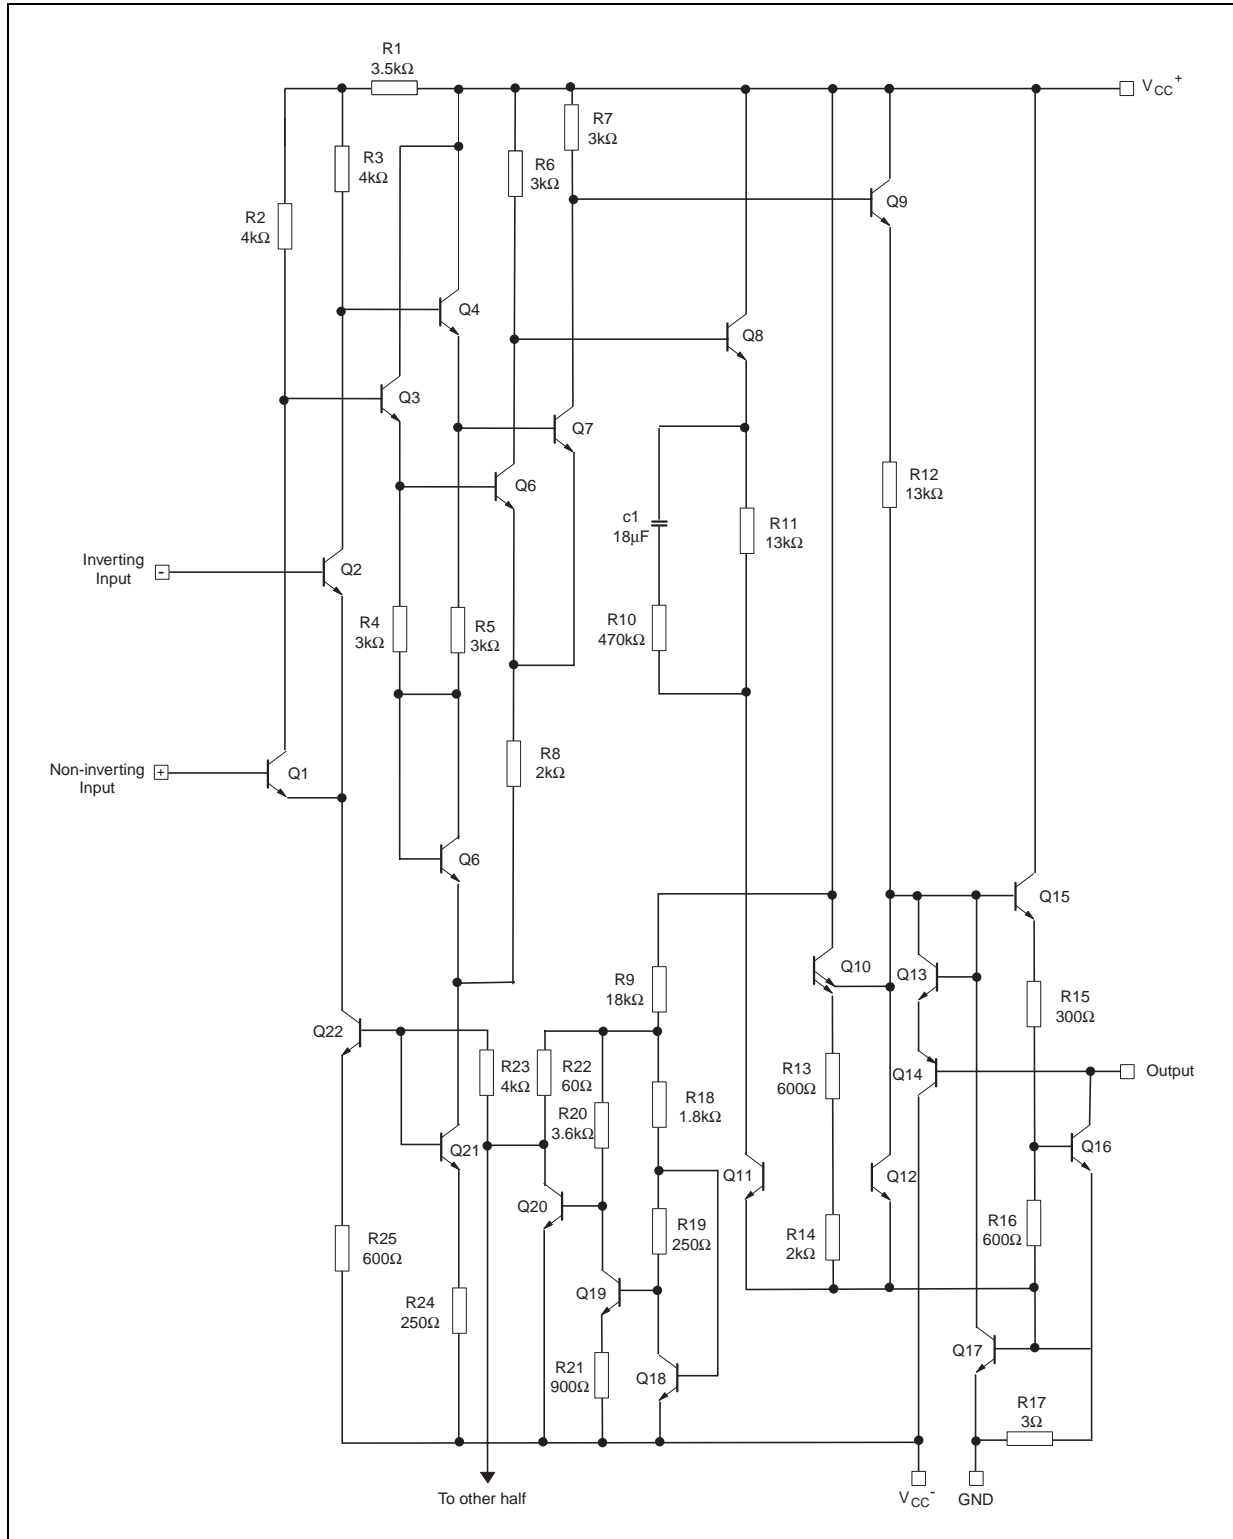 R1
3.5kΩ
VCC+
R7
3kΩ
R3
4kΩ
R6
3kΩ
R2
4kΩ
Q9
Q4
Q8
Q3
Q7
Q6
R12
13kΩ
c1
18μF
R11
13kΩ
Inverting
Input
-
Q2
R4
3kΩ
R5
3kΩ
R10
470kΩ
Non-inverting
Input
+
Q1
R8
2kΩ
Q6
Q15
R9
18kΩ
Q10
Q13
R15
300Ω
Q22
R23
4kΩ
R22
60Ω
R13
600Ω
Q14
Output
R18
1.8kΩ
R20
3.6kΩ
Q21
Q16
Q11
Q12
Q20
R19
250Ω
R14
2kΩ
R16
600Ω
R25
600Ω
Q19
R24
250Ω
R21
900Ω
Q18
Q17
R17
3Ω
To other half
VCC-
GND